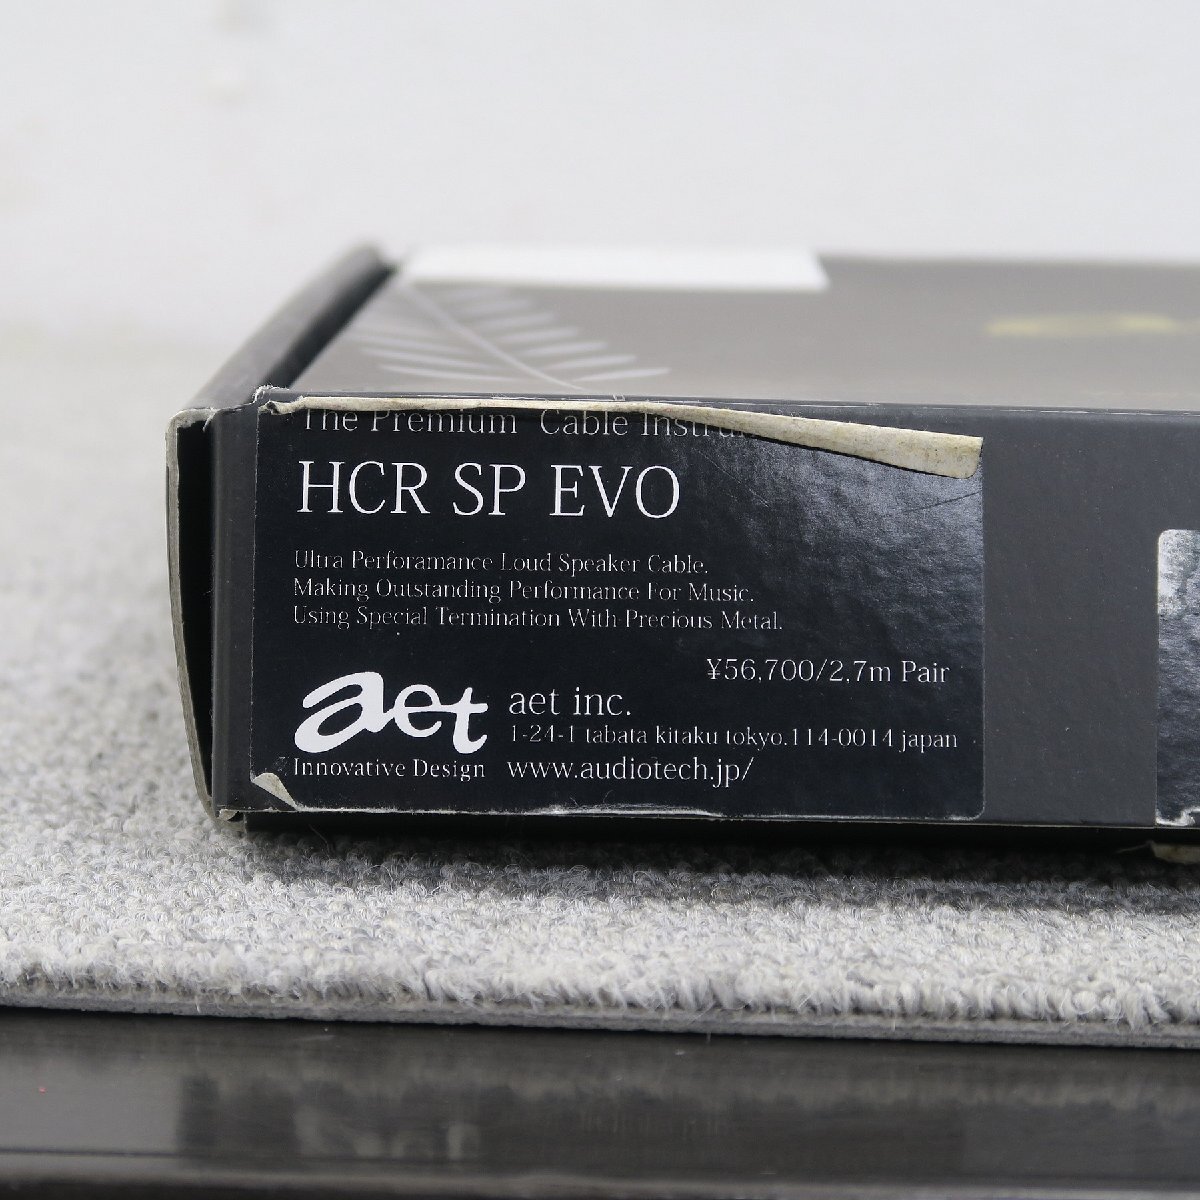 The Premium Cable
HCR SP EVO
Ultra Perforamance Loud Speaker Cable.
Making Outstanding Performance For Music.
Using Special Termination With Precious Metal.
¥56,700/2.7m Pair
aet
Innovative Design
aet inc.
1-24-1 tabata kitaku tokyo.114-0014 japan
www.audiotech.jp/